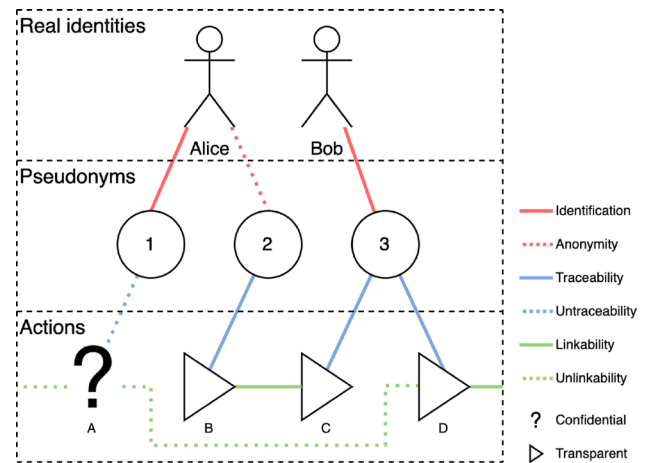 Real identities
Alice
Bob
Pseudonyms
1
2
3
Actions
?
A
B
C
D
Identification
Anonymity
Traceability
Untraceability
Linkability
Unlinkability
? Confidential
Transparent